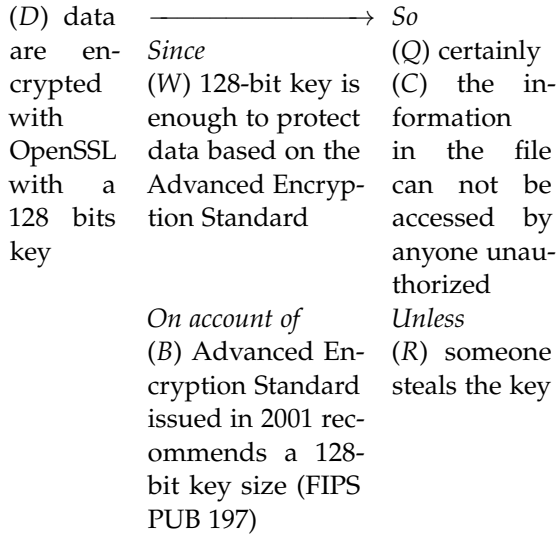 (D) data
are en-
crypted
with
OpenSSL
with a
128 bits
key
Since
(W) 128-bit key is
enough to protect
data based on the
Advanced Encryp-
tion Standard
On account of
(B) Advanced En-
cryption Standard
issued in 2001 rec-
ommends a 128-
bit key size (FIPS
PUB 197)
So
(Q) certainly
(C) the in-
formation
in the file
can not be
accessed by
anyone unau-
thorized
Unless
(R) someone
steals the key